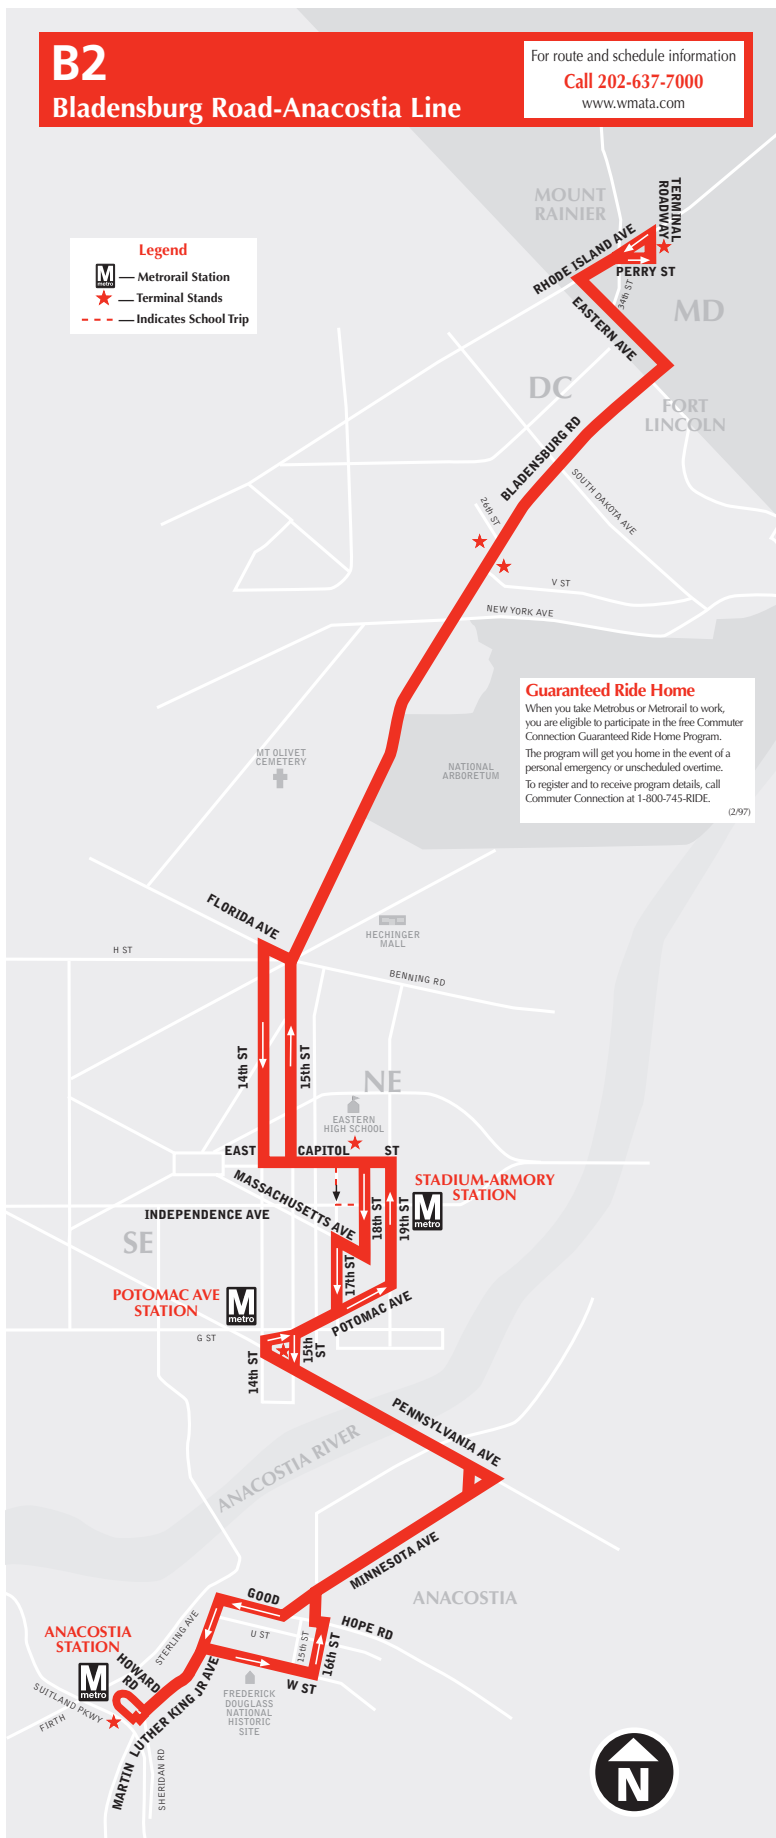 B2
Bladensburg Road-Anacostia Line
For route and schedule information
Call 202-637-7000
www.wmata.com
MOUNT
RAINIER
TERMINAL
ROADWAY
RHODE ISLAND AVE
PERRY ST
34th ST
EASTERN AVE
MD
Legend
M
metro
— Metrorail Station
— Terminal Stands
— Indicates School Trip
DC
FORT
LINCOLN
BLADENSBURG RD
SOUTH DAKOTA AVE
26th ST
V ST
NEW YORK AVE
Guaranteed Ride Home
When you take Metrobus or Metrorail to work,
you are eligible to participate in the free Commuter
Connection Guaranteed Ride Home Program.
The program will get you home in the event of a
personal emergency or unscheduled overtime.
To register and to receive program details, call
Commuter Connection at 1-800-745-RIDE.
(2/97)
MT OLIVET
CEMETERY
NATIONAL
ARBORETUM
FLORIDA AVE
HECHINGER
MALL
H ST
BENNING RD
14th ST
15th ST
NE
EASTERN
HIGH SCHOOL
EAST
CAPITOL
ST
MASSACHUSETTS AVE
STADIUM-ARMORY
STATION
M
metro
18th ST
19th ST
INDEPENDENCE AVE
SE
17th ST
POTOMAC AVE
STATION
M
metro
POTOMAC AVE
G ST
14th ST
15th
ST
PENNSYLVANIA AVE
ANACOSTIA RIVER
MINNESOTA AVE
ANACOSTIA
GOOD
HOPE RD
U ST
15th ST
16th ST
W ST
STERLING AVE
ANACOSTIA
STATION
M
metro
HOWARD
RD
SUITLAND PKWY
FIRTH
MARTIN LUTHER KING JR AVE
SHERIDAN RD
FREDERICK
DOUGLASS
NATIONAL
HISTORIC
SITE
N